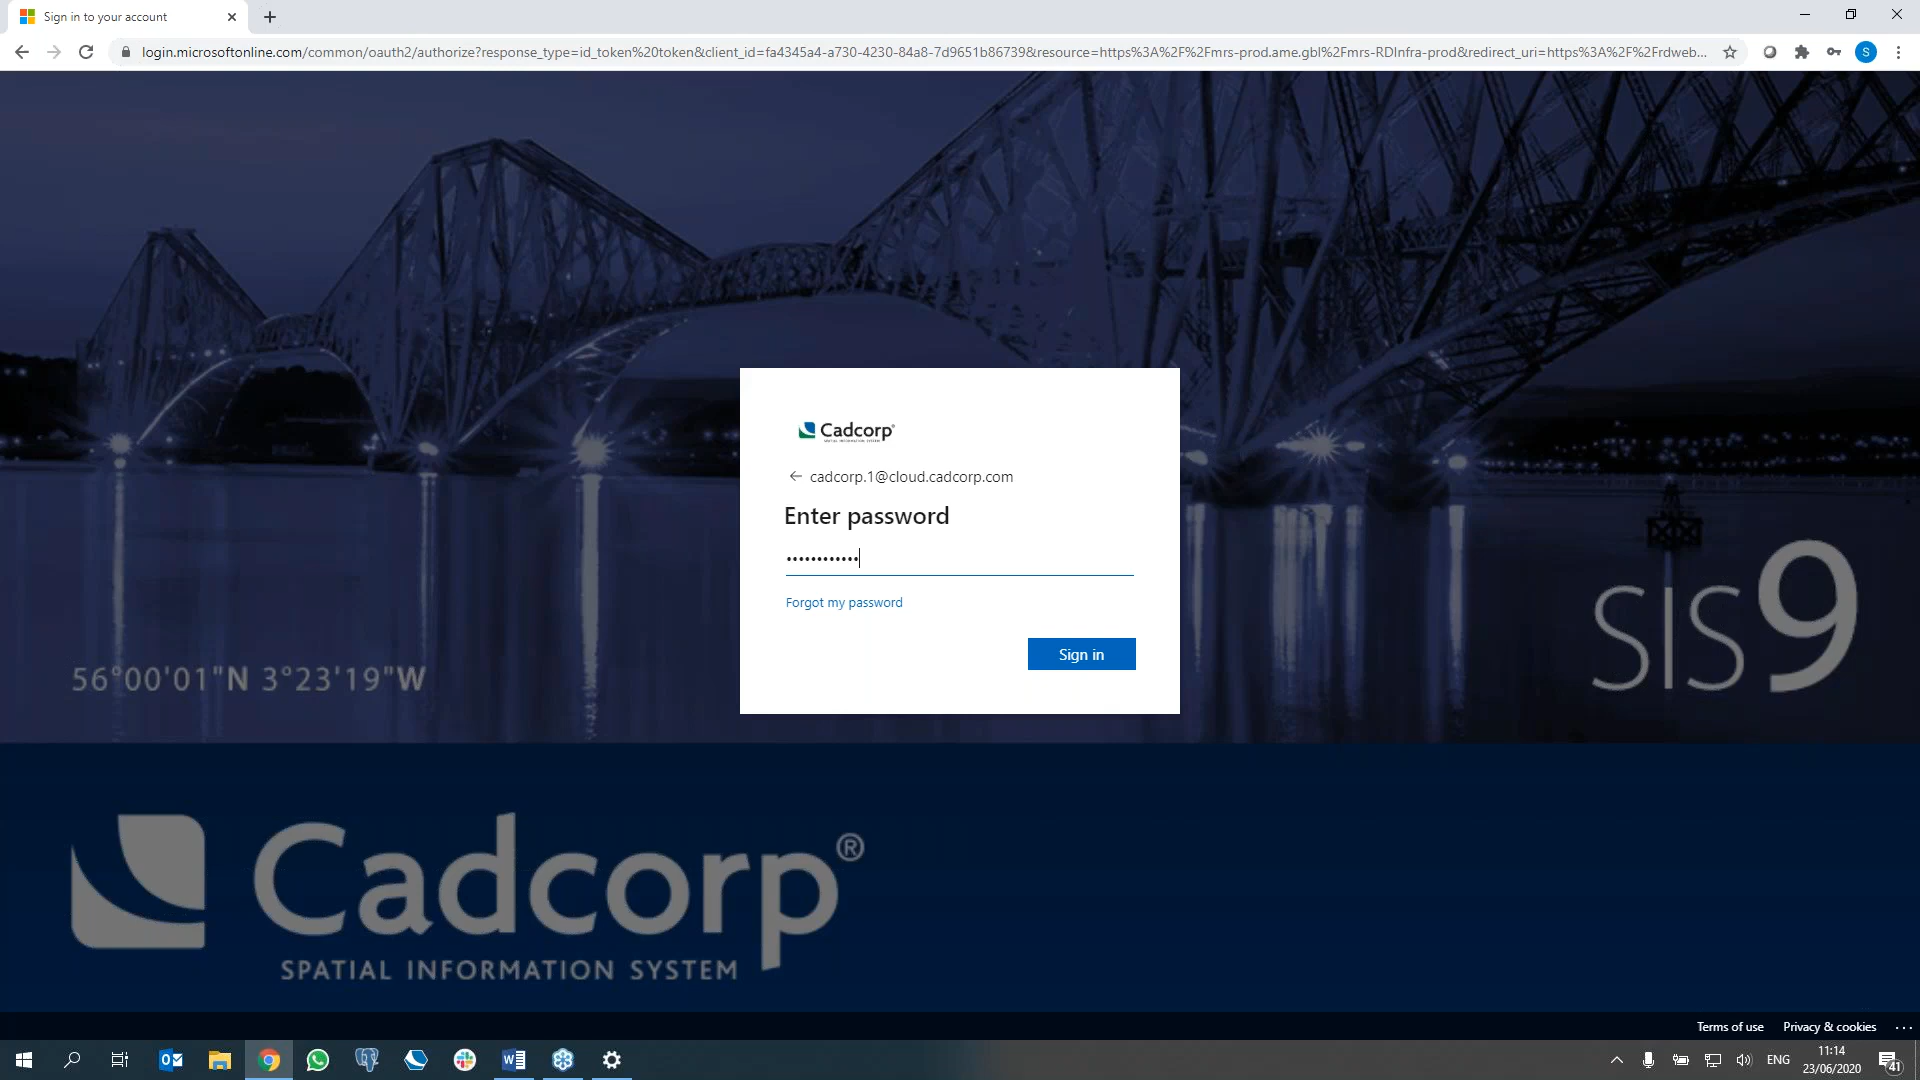 Sign in to your account
login.microsoftonline.com/common/oauth2/authorize?response_type=id_token%20token&client_id=fa4345a4-a730-4230-84a8-7d9651b86739&resource=https%3A%2F%2Fmrs-prod.ame.gbl%2Fmrs-RDInfra-prod&redirect_uri=https%3A%2F%2Frdweb...
S
Cadcorp
SPATIAL INFORMATION SYSTEM
cadcorp.1@cloud.cadcorp.com
Enter password
••••••••••••
Forgot my password
Sign in
56°00'01"N 3°23'19"W
SIS9
Cadcorp®
SPATIAL INFORMATION SYSTEM
Terms of use Privacy & cookies ...
ENG
11:14
23/06/2020
41